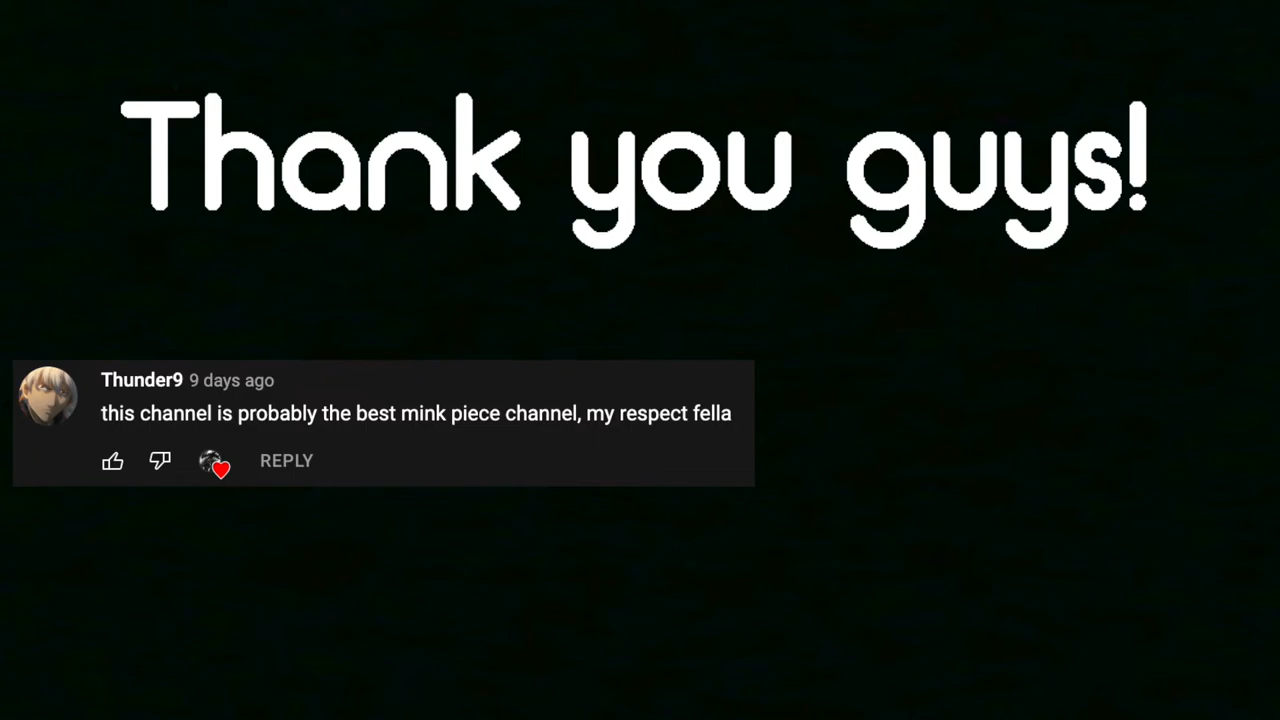 Thank you guys!
Thunder9 9 days ago
this channel is probably the best mink piece channel, my respect fella
REPLY